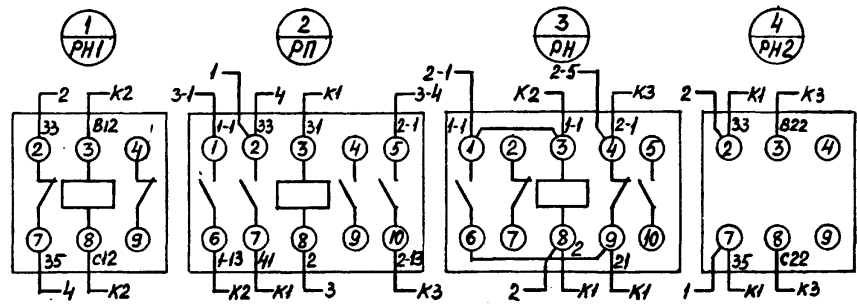 1 2 3 4
РН1 РП РН РН2
1 2-1 2-5
2 К2 3-1 4 К1 3-4 К2 К3 2 К1 К3
33 В12 1-1 33 31 2-1 1-1 1-1 2-1 33 В22
2 3 4 1 2 3 4 5 1 2 3 4 5 2 3 4
7 8 9 6 7 8 9 10 6 7 8 9 10 7 8 9
35 С12 1-13 41 2 2-13 2 21 35 С22
4 К2 К2 К1 3 К3 2 К1 К1 1 К1 К3